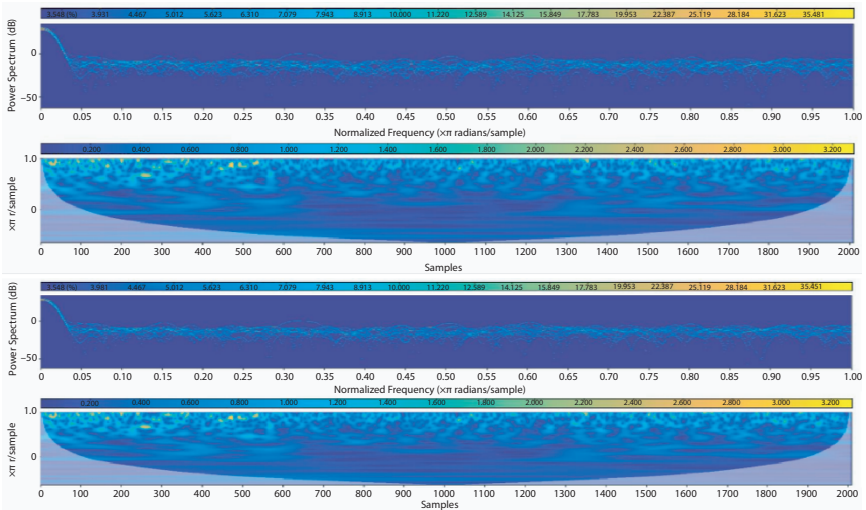 3.548 (%) 3.931 4.467 5.012 5.623 6.310 7.079 7.943 8.913 10.000 11.220 12.589 14.125 15.849 17.783 19.953 22.387 25.119 28.184 31.623 35.481
Power Spectrum (dB)
0
−50
0 0.05 0.10 0.15 0.20 0.25 0.30 0.35 0.40 0.45 0.50 0.55 0.60 0.65 0.70 0.75 0.80 0.85 0.90 0.95 1.00
Normalized Frequency (×π radians/sample)
0.200 0.400 0.600 0.800 1.000 1.200 1.400 1.600 1.800 2.000 2.200 2.400 2.600 2.800 3.000 3.200
×π r/sample
1.0
0
0 100 200 300 400 500 600 700 800 900 1000 1100 1200 1300 1400 1500 1600 1700 1800 1900 2000
Samples
3.548 (%) 3.981 4.467 5.012 5.623 6.310 7.079 7.943 8.913 10.000 11.220 12.589 14.125 15.849 17.783 19.953 22.387 25.119 28.184 31.623 35.451
Power Spectrum (dB)
0
−50
0 0.05 0.10 0.15 0.20 0.25 0.30 0.35 0.40 0.45 0.50 0.55 0.60 0.65 0.70 0.75 0.80 0.85 0.90 0.95 1.00
Normalized Frequency (×π radians/sample)
0.200 0.400 0.600 0.800 1.000 1.200 1.400 1.600 1.800 2.000 2.200 2.400 2.600 2.800 3.000 3.200
×π r/sample
1.0
0
0 100 200 300 400 500 600 700 800 900 1000 1100 1200 1300 1400 1500 1600 1700 1800 1900 2000
Samples